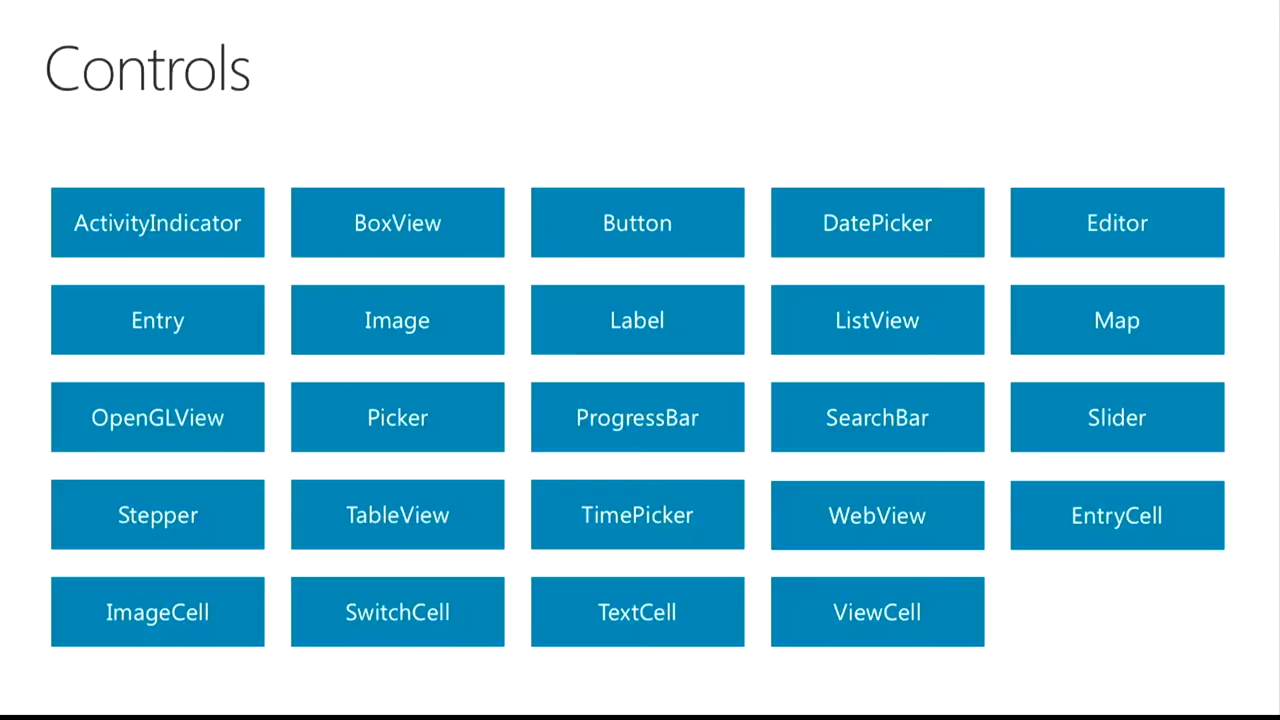 Controls
ActivityIndicator
BoxView
Button
DatePicker
Editor
Entry
Image
Label
ListView
Map
OpenGLView
Picker
ProgressBar
SearchBar
Slider
Stepper
TableView
TimePicker
WebView
EntryCell
ImageCell
SwitchCell
TextCell
ViewCell